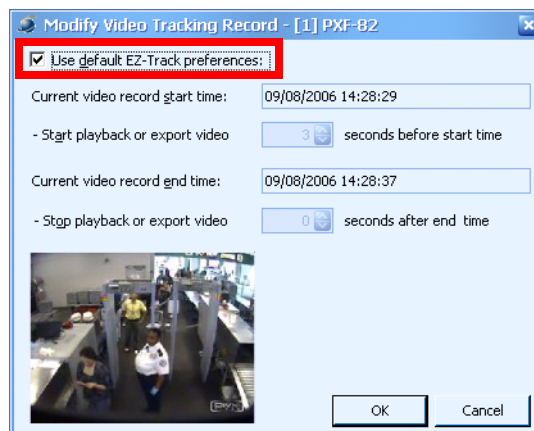 Modify Video Tracking Record - [1] PXF-82
Use default EZ-Track preferences:
Current video record start time: 09/08/2006 14:28:29
- Start playback or export video 3 seconds before start time
Current video record end time: 09/08/2006 14:28:37
- Stop playback or export video 0 seconds after end time
OK Cancel